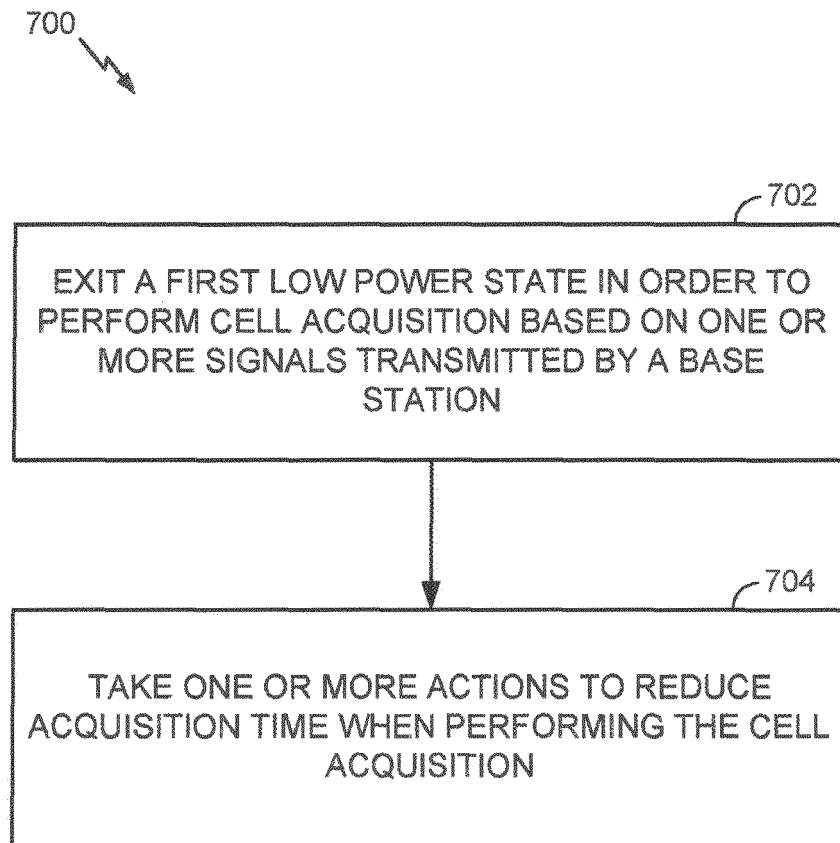 700
702
EXIT A FIRST LOW POWER STATE IN ORDER TO
PERFORM CELL ACQUISITION BASED ON ONE OR
MORE SIGNALS TRANSMITTED BY A BASE
STATION
704
TAKE ONE OR MORE ACTIONS TO REDUCE
ACQUISITION TIME WHEN PERFORMING THE CELL
ACQUISITION